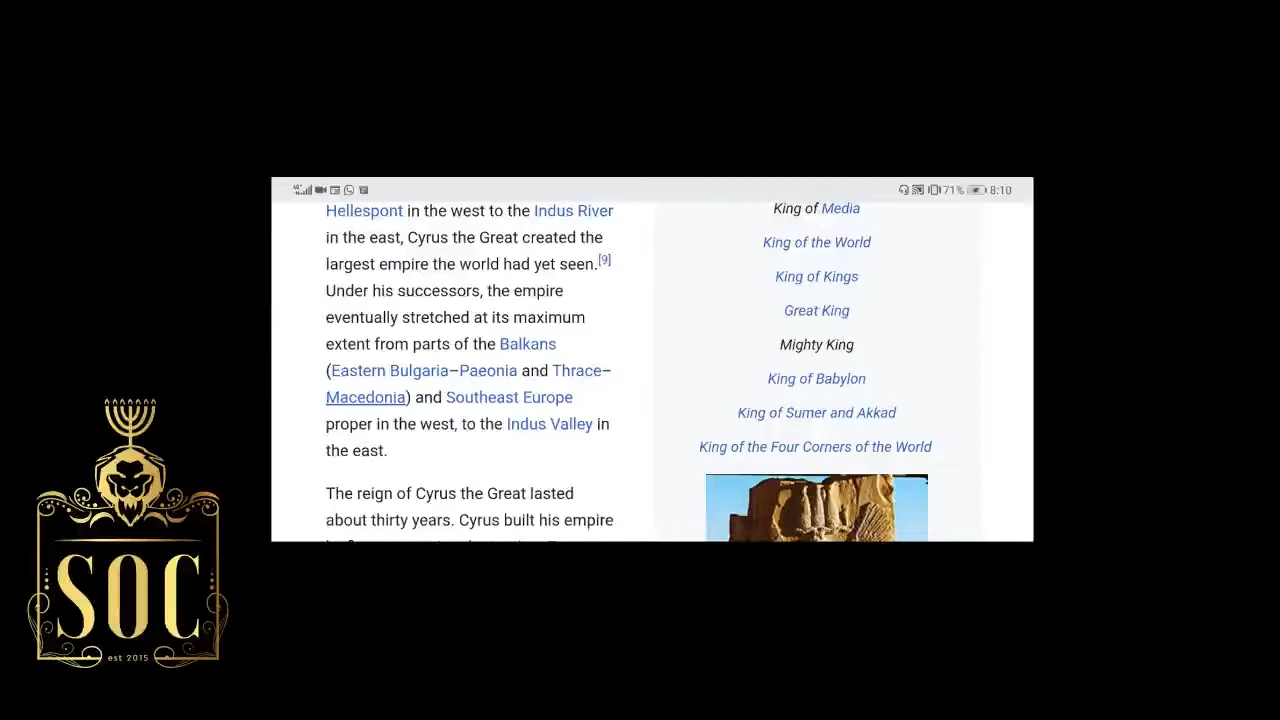 71% 8:10
Hellespont in the west to the Indus River
in the east, Cyrus the Great created the
largest empire the world had yet seen.[9]
Under his successors, the empire
eventually stretched at its maximum
extent from parts of the Balkans
(Eastern Bulgaria–Paeonia and Thrace–
Macedonia) and Southeast Europe
proper in the west, to the Indus Valley in
the east.
The reign of Cyrus the Great lasted
about thirty years. Cyrus built his empire
King of Media
King of the World
King of Kings
Great King
Mighty King
King of Babylon
King of Sumer and Akkad
King of the Four Corners of the World
SOC
est 2015